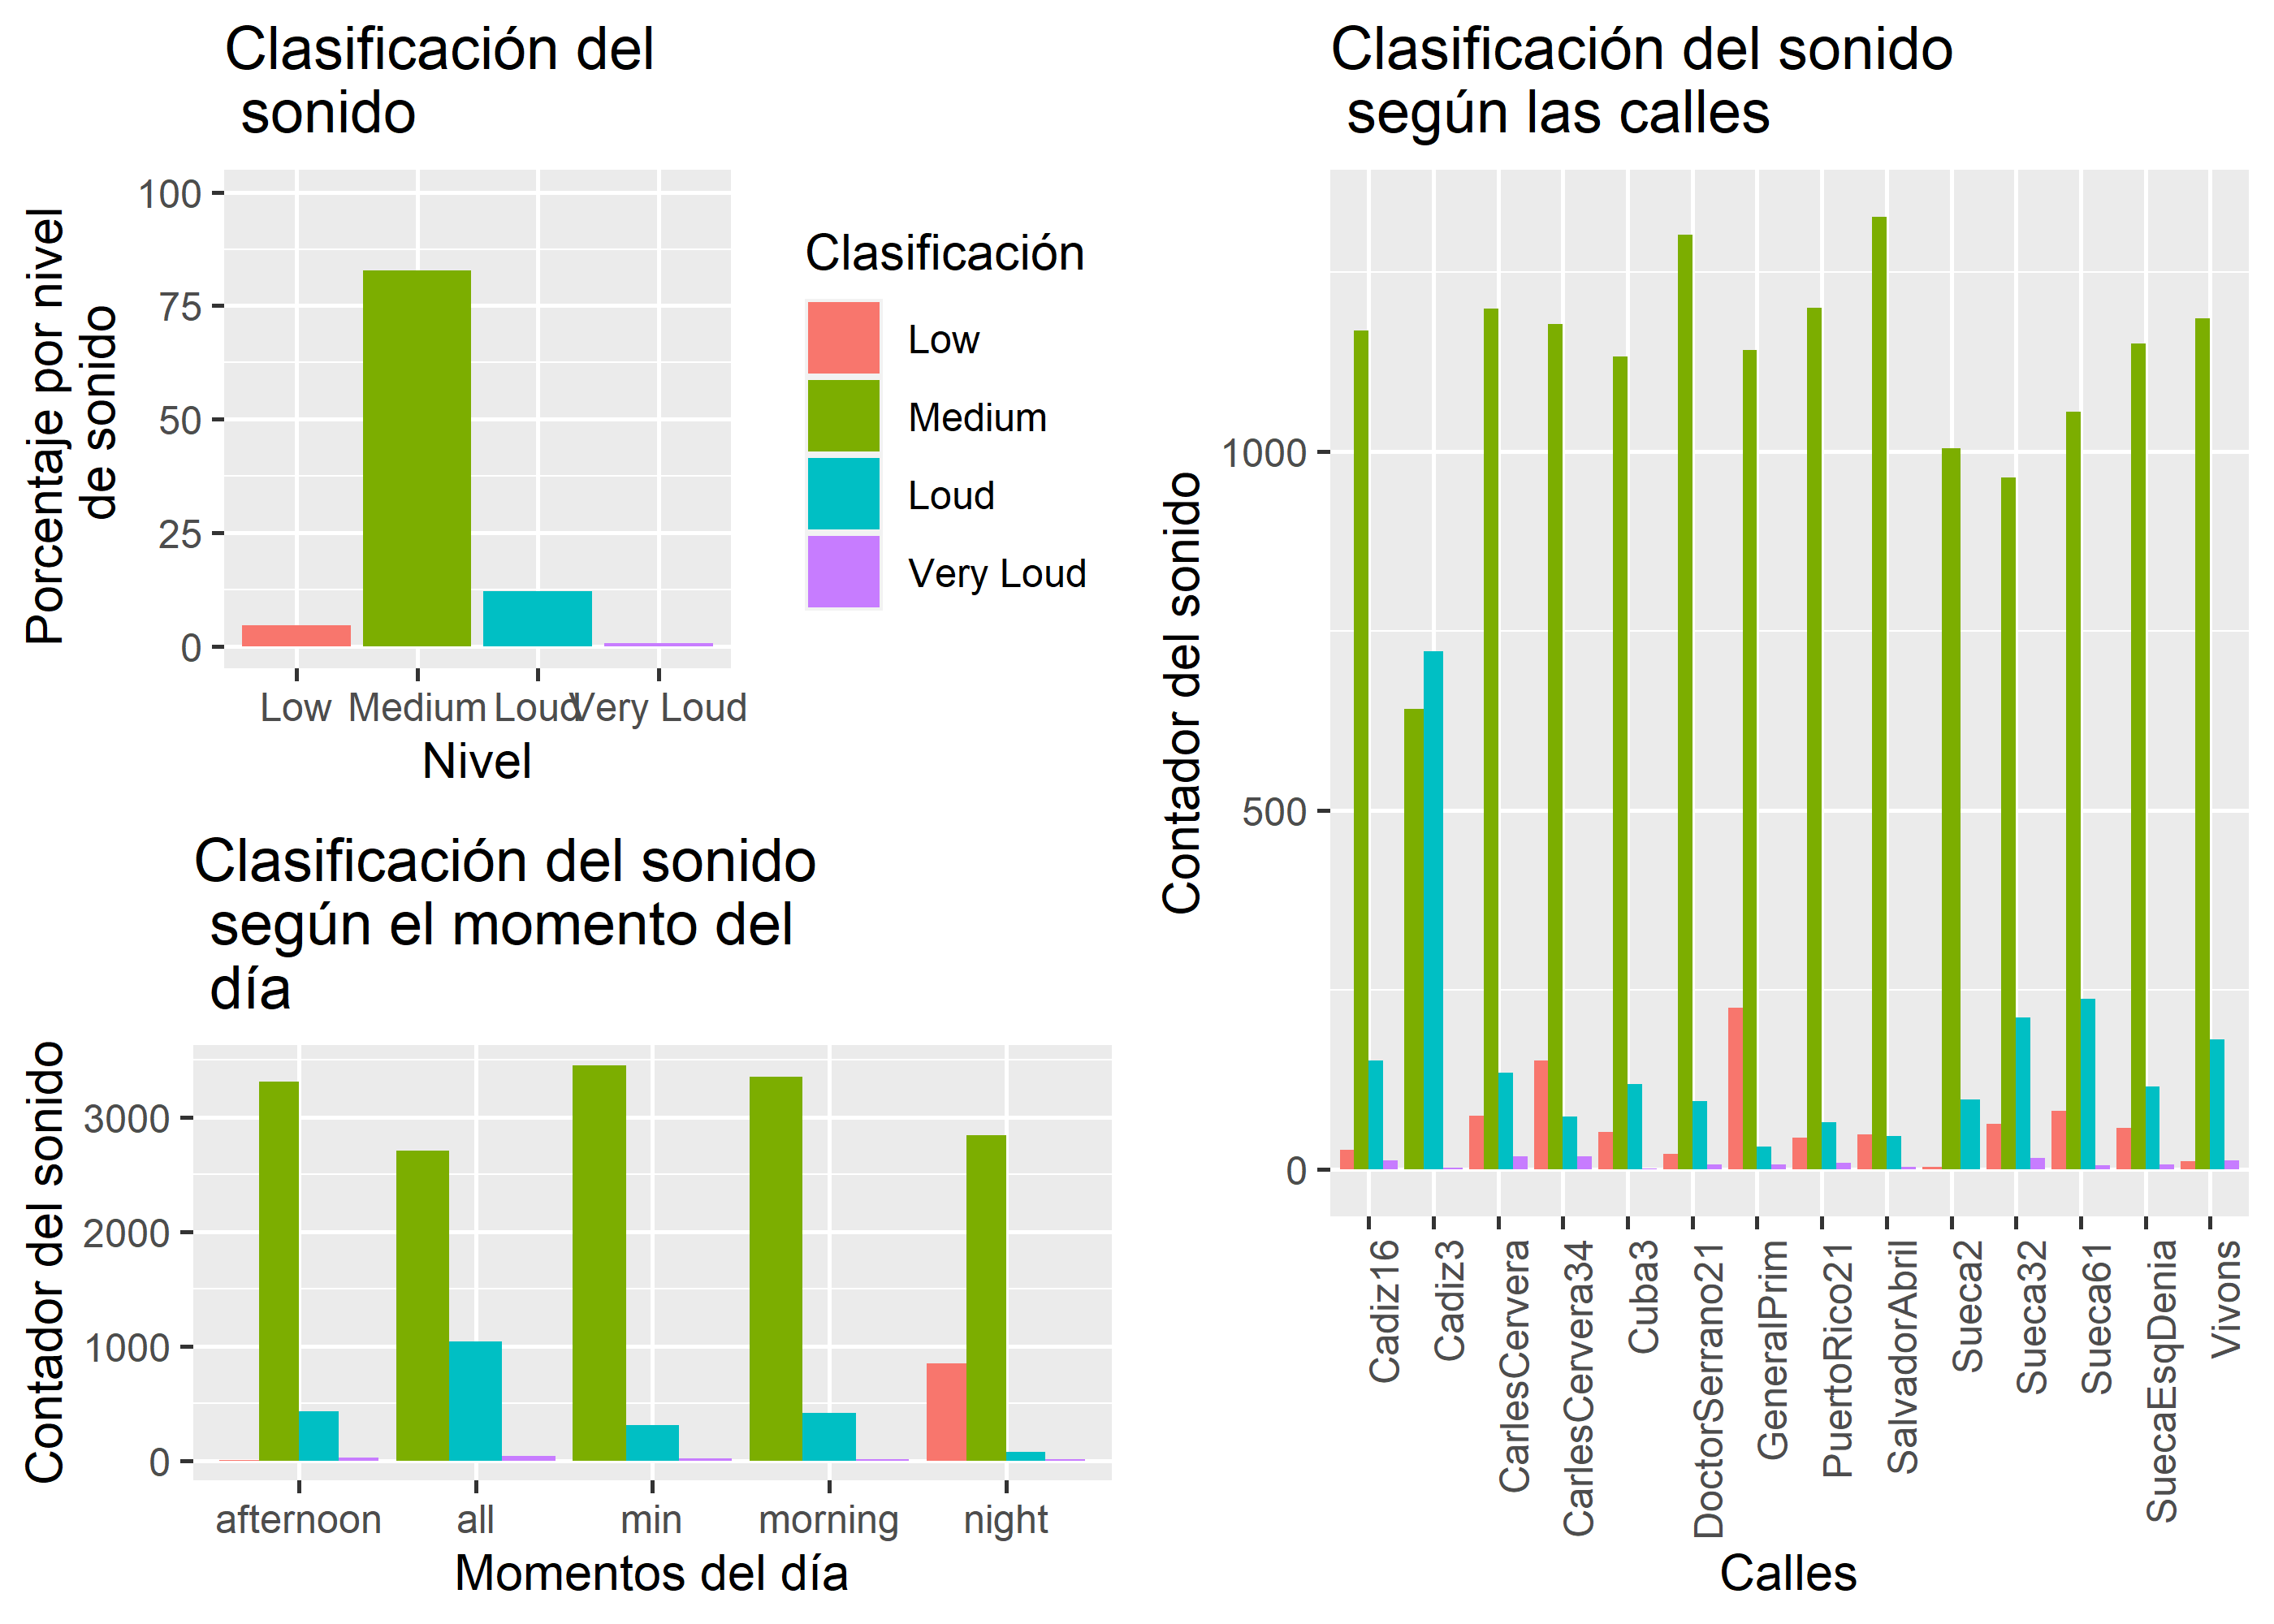 Clasificación del
sonido
Porcentaje por nivel
de sonido
100
75
50
25
0
Low
Medium
Loud
Very Loud
Nivel
Clasificación
Low
Medium
Loud
Very Loud
Clasificación del sonido
según el momento del
día
Contador del sonido
3000
2000
1000
0
afternoon
all
min
morning
night
Momentos del día
Clasificación del sonido
según las calles
Contador del sonido
1000
500
0
Cadiz16
Cadiz3
CarlesCervera
CarlesCervera34
Cuba3
DoctorSerrano21
GeneralPrim
PuertoRico21
SalvadorAbril
Sueca2
Sueca32
Sueca61
SuecaEsqDenia
Vivons
Calles